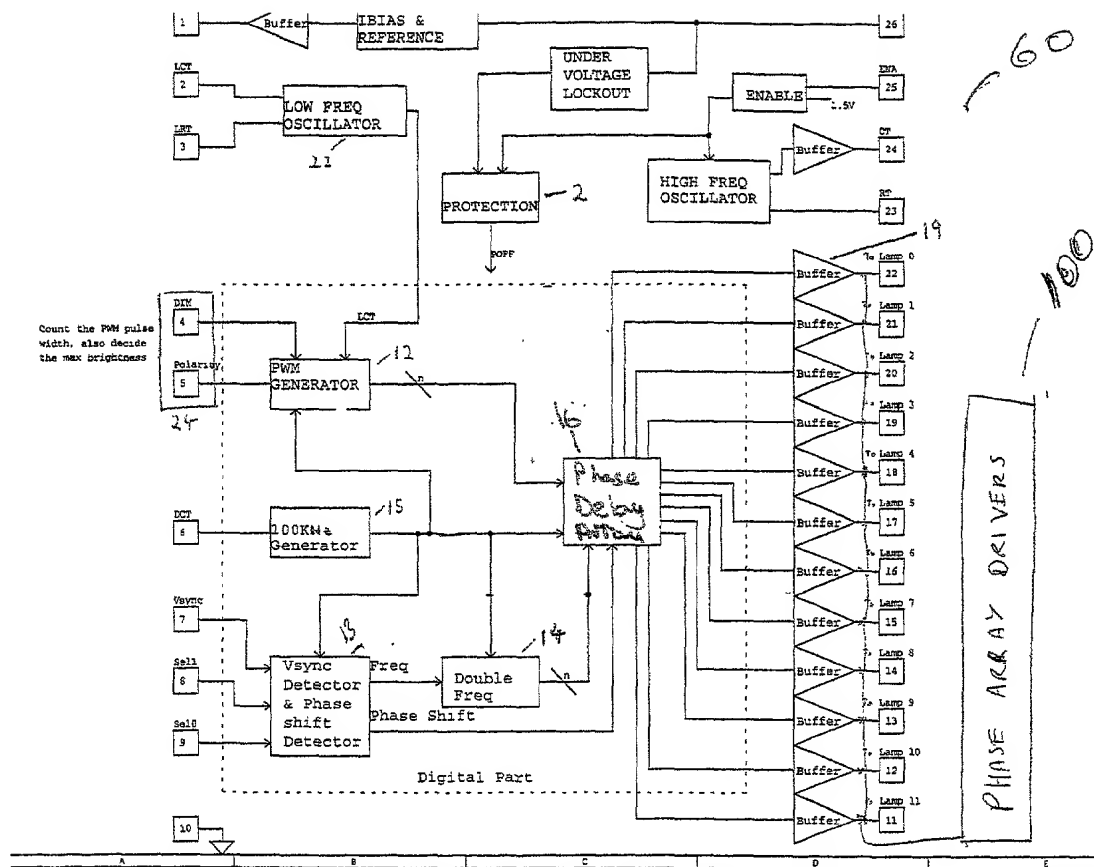 1
Buffer
IBIAS &
REFERENCE
26
60
LCT
2
LOW FREQ
OSCILLATOR
22
LRT
3
UNDER
VOLTAGE
LOCKOUT
ENA
25
ENABLE
1.5V
CT
24
Buffer
HIGH FREQ
OSCILLATOR
RT
23
PROTECTION
2
POFF
19
100
Buffer
To Lamp 0
22
Buffer
To Lamp 1
21
Buffer
To Lamp 2
20
Buffer
To Lamp 3
19
Buffer
To Lamp 4
18
Buffer
To Lamp 5
17
Buffer
To Lamp 6
16
Buffer
To Lamp 7
15
Buffer
To Lamp 8
14
Buffer
To Lamp 9
13
Buffer
To Lamp 10
12
Buffer
To Lamp 11
11
PHASE ARRAY DRIVERS
Count the PWM pulse
width, also decide
the max brightness
DIM
4
Polarity
5
24
LCT
12
PWM
GENERATOR
n
16
Phase
Delay
Array
DCT
6
15
100KHz
Generator
Vsync
7
Sel1
8
Sel0
9
13
Vsync
Detector
& Phase
shift
Detector
Freq
Phase Shift
14
Double
Freq
n
Digital Part
10
A
B
C
D
E